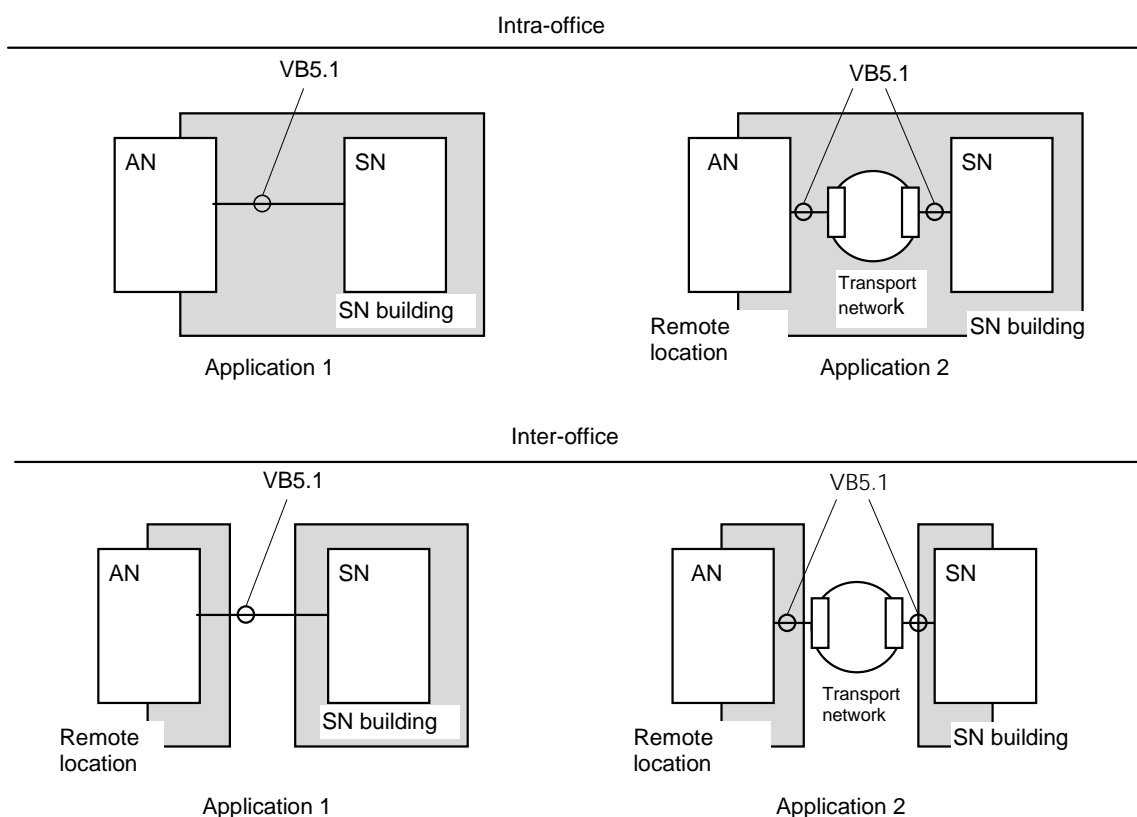 Intra-office
VB5.1
VB5.1
AN
SN
AN
SN
SN building
Transport
network
Remote
location
SN building
Application 1
Application 2
Inter-office
VB5.1
VB5.1
AN
SN
AN
SN
SN building
Transport
network
Remote
location
Remote
location
SN building
Application 1
Application 2